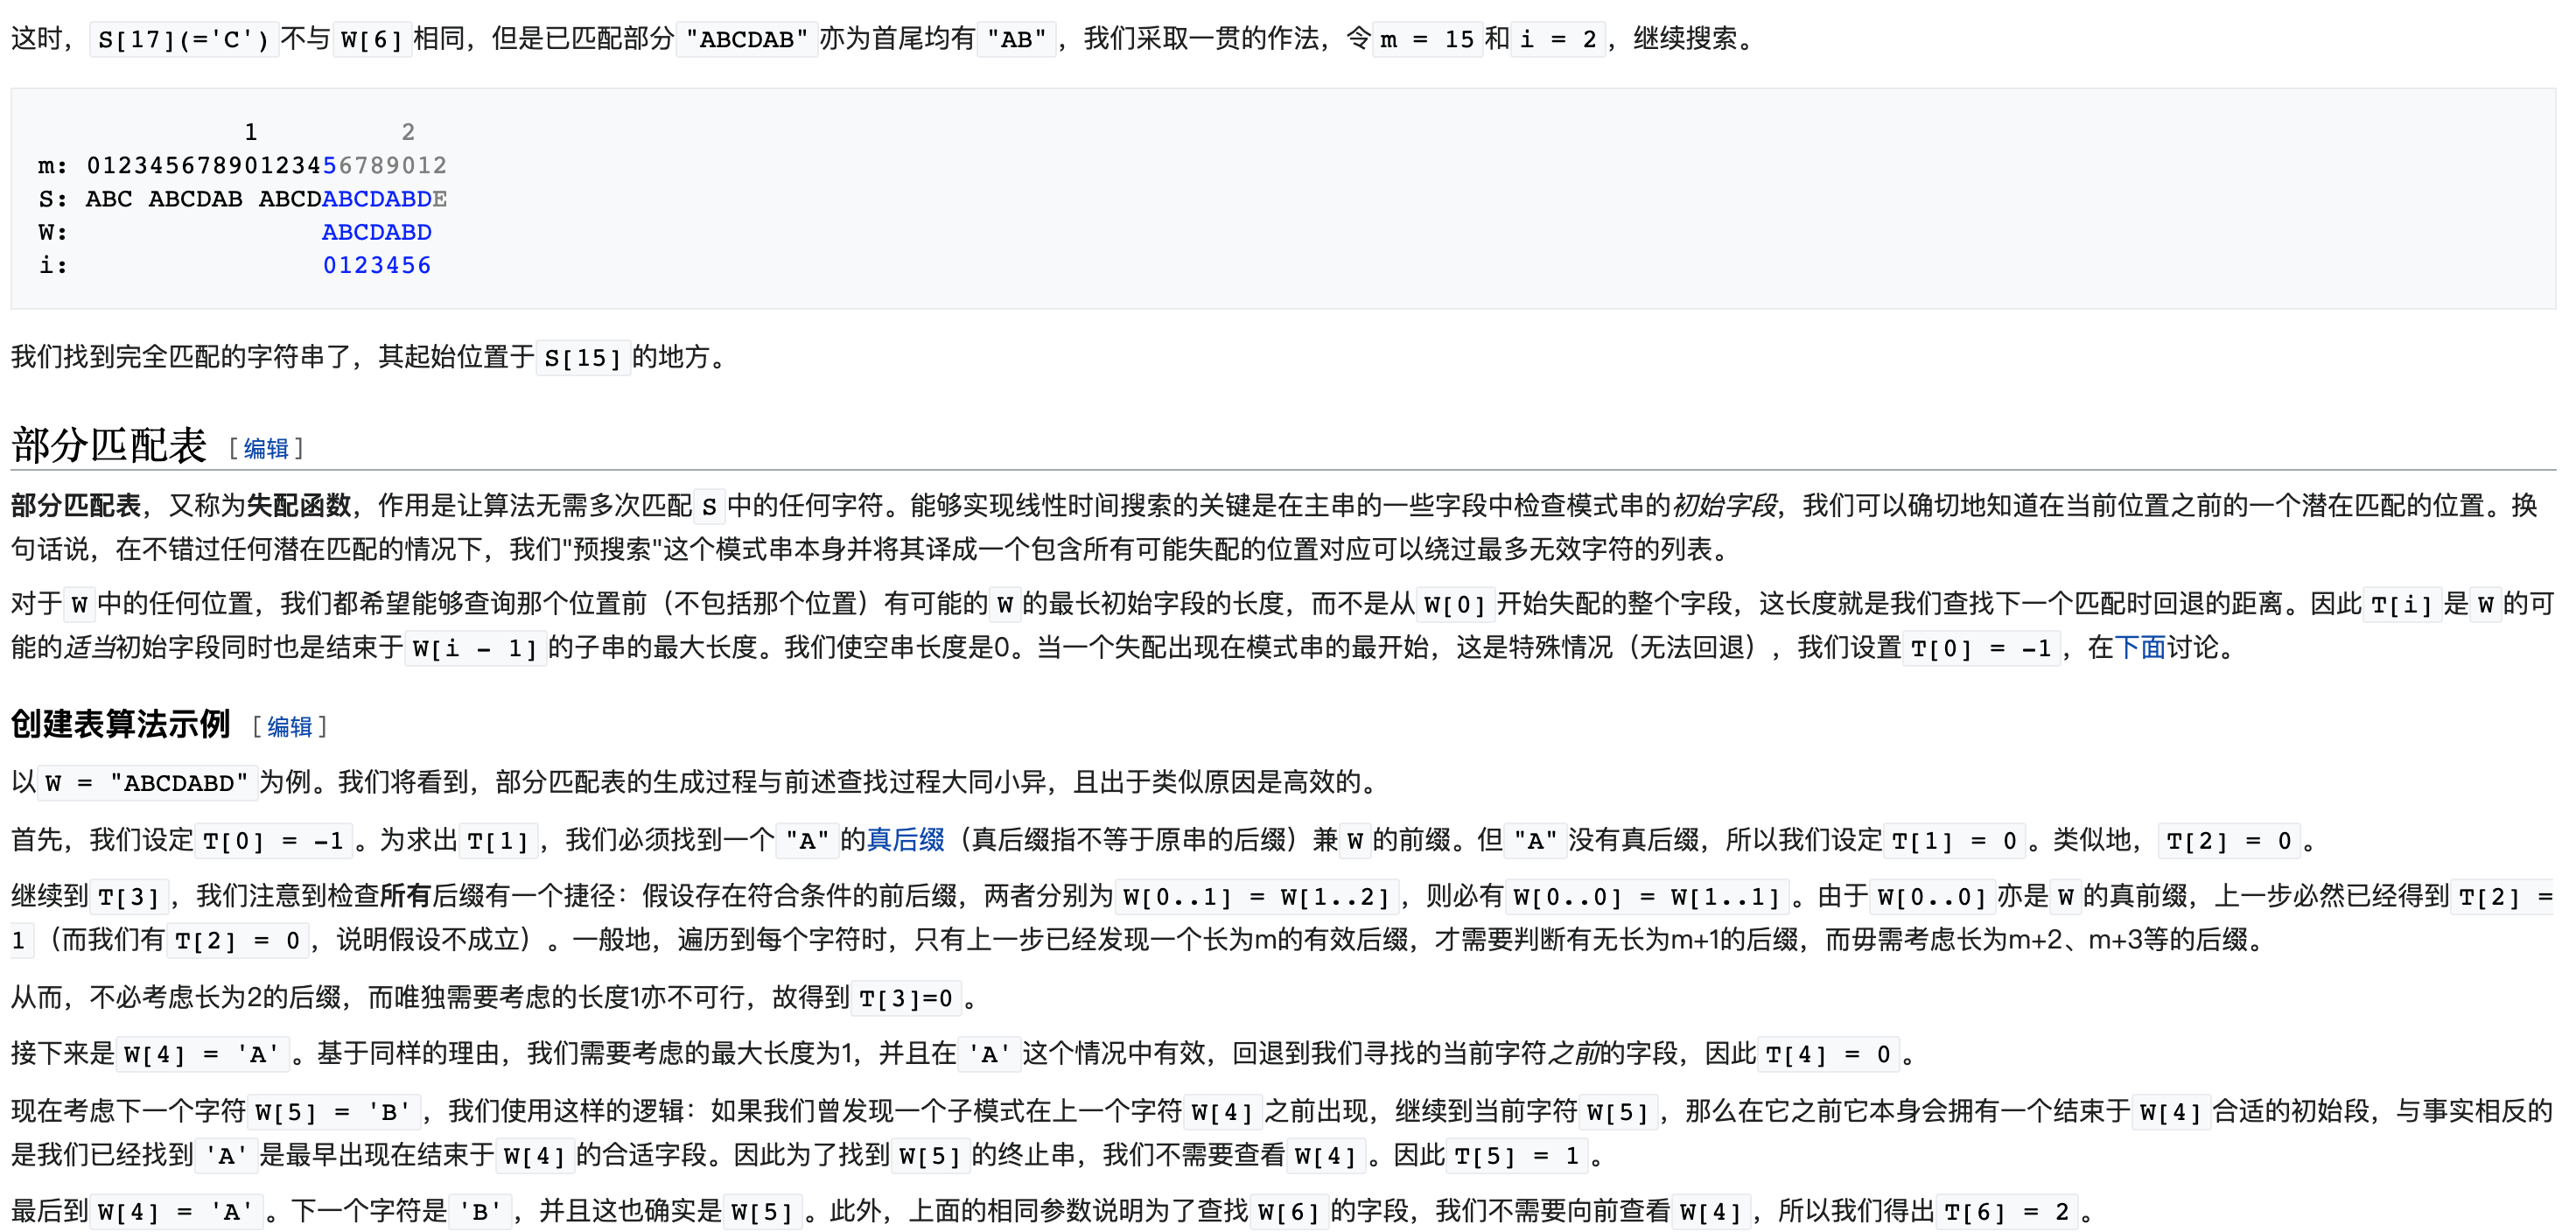 这时，S[17](='C')不与W[6]相同，但是已匹配部分"ABCDAB"亦为首尾均有"AB"，我们采取一贯的作法，令m = 15和i = 2，继续搜索。
          1         2
m: 01234567890123456789012
S: ABC ABCDAB ABCDABCDABDE
W:                ABCDABD
i:                0123456
我们找到完全匹配的字符串了，其起始位置于S[15]的地方。
部分匹配表 [编辑]
部分匹配表，又称为失配函数，作用是让算法无需多次匹配S中的任何字符。能够实现线性时间搜索的关键是在主串的一些字段中检查模式串的初始字段，我们可以确切地知道在当前位置之前的一个潜在匹配的位置。换
句话说，在不错过任何潜在匹配的情况下，我们"预搜索"这个模式串本身并将其译成一个包含所有可能失配的位置对应可以绕过最多无效字符的列表。
对于W中的任何位置，我们都希望能够查询那个位置前（不包括那个位置）有可能的W的最长初始字段的长度，而不是从W[0]开始失配的整个字段，这长度就是我们查找下一个匹配时回退的距离。因此T[i]是W的可
能的适当初始字段同时也是结束于W[i - 1]的子串的最大长度。我们使空串长度是0。当一个失配出现在模式串的最开始，这是特殊情况（无法回退），我们设置T[0] = -1，在下面讨论。
创建表算法示例 [编辑]
以W = "ABCDABD"为例。我们将看到，部分匹配表的生成过程与前述查找过程大同小异，且出于类似原因是高效的。
首先，我们设定T[0] = -1。为求出T[1]，我们必须找到一个"A"的真后缀（真后缀指不等于原串的后缀）兼W的前缀。但"A"没有真后缀，所以我们设定T[1] = 0。类似地，T[2] = 0。
继续到T[3]，我们注意到检查所有后缀有一个捷径：假设存在符合条件的前后缀，两者分别为W[0..1] = W[1..2]，则必有W[0..0] = W[1..1]。由于W[0..0]亦是W的真前缀，上一步必然已经得到T[2] =
1（而我们有T[2] = 0，说明假设不成立）。一般地，遍历到每个字符时，只有上一步已经发现一个长为m的有效后缀，才需要判断有无长为m+1的后缀，而毋需考虑长为m+2、m+3等的后缀。
从而，不必考虑长为2的后缀，而唯独需要考虑的长度1亦不可行，故得到T[3]=0。
接下来是W[4] = 'A'。基于同样的理由，我们需要考虑的最大长度为1，并且在'A'这个情况中有效，回退到我们寻找的当前字符之前的字段，因此T[4] = 0。
现在考虑下一个字符W[5] = 'B'，我们使用这样的逻辑：如果我们曾发现一个子模式在上一个字符W[4]之前出现，继续到当前字符W[5]，那么在它之前它本身会拥有一个结束于W[4]合适的初始段，与事实相反的
是我们已经找到'A'是最早出现在结束于W[4]的合适字段。因此为了找到W[5]的终止串，我们不需要查看W[4]。因此T[5] = 1。
最后到W[4] = 'A'。下一个字符是'B'，并且这也确实是W[5]。此外，上面的相同参数说明为了查找W[6]的字段，我们不需要向前查看W[4]，所以我们得出T[6] = 2。